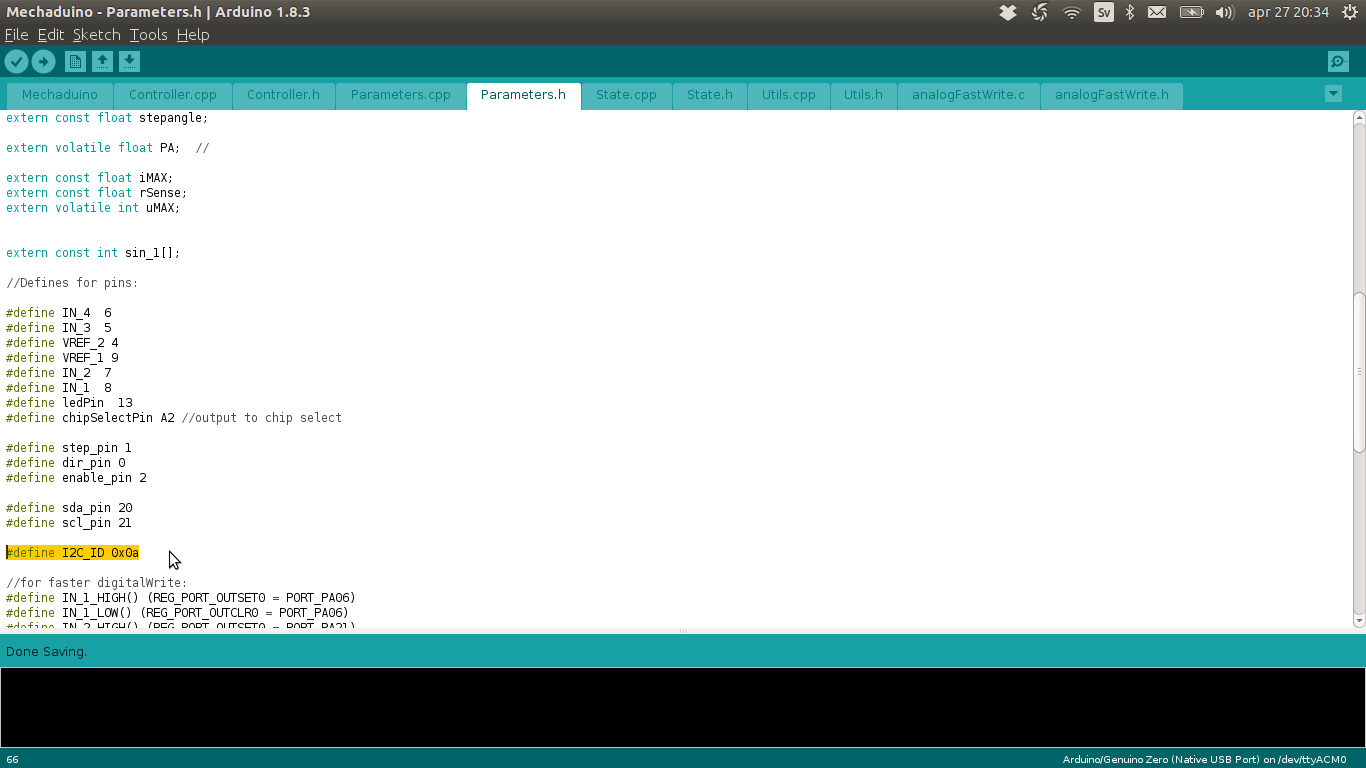 Mechaduino - Parameters.h | Arduino 1.8.3
Sv
apr 27 20:34
File Edit Sketch Tools Help
Mechaduino Controller.cpp Controller.h Parameters.cpp Parameters.h State.cpp State.h Utils.cpp Utils.h analogFastWrite.c analogFastWrite.h
extern const float stepangle;
extern volatile float PA;  //
extern const float iMAX;
extern const float rSense;
extern volatile int uMAX;
extern const int sin_1[];
//Defines for pins:
#define IN_4  6
#define IN_3  5
#define VREF_2 4
#define VREF_1 9
#define IN_2  7
#define IN_1  8
#define ledPin  13
#define chipSelectPin A2 //output to chip select
#define step_pin 1
#define dir_pin 0
#define enable_pin 2
#define sda_pin 20
#define scl_pin 21
#define I2C_ID 0x0a
//for faster digitalWrite:
#define IN_1_HIGH() (REG_PORT_OUTSET0 = PORT_PA06)
#define IN_1_LOW() (REG_PORT_OUTCLR0 = PORT_PA06)
#define IN_2_HIGH() (REG_PORT_OUTSET0 = PORT_PA21)
Done Saving.
66
Arduino/Genuino Zero (Native USB Port) on /dev/ttyACM0